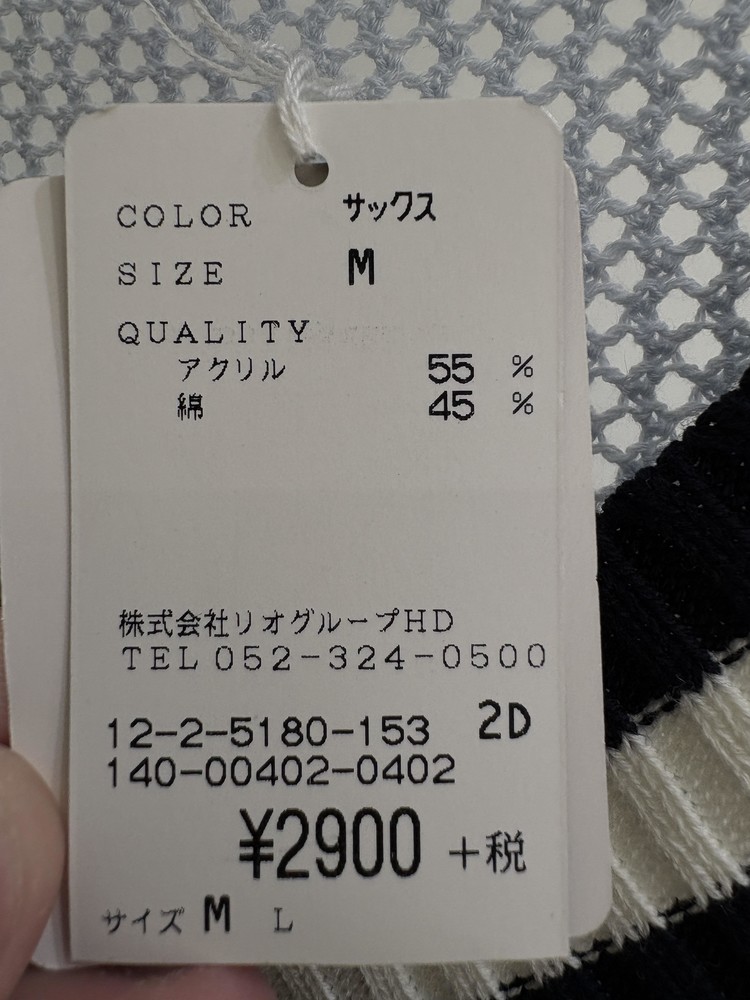 COLOR サックス
SIZE M
QUALITY
アクリル 55 %
綿 45 %
株式会社リオグループHD
TEL 052-324-0500
12-2-5180-153 2D
140-00402-0402
¥2900 +税
サイズ M L